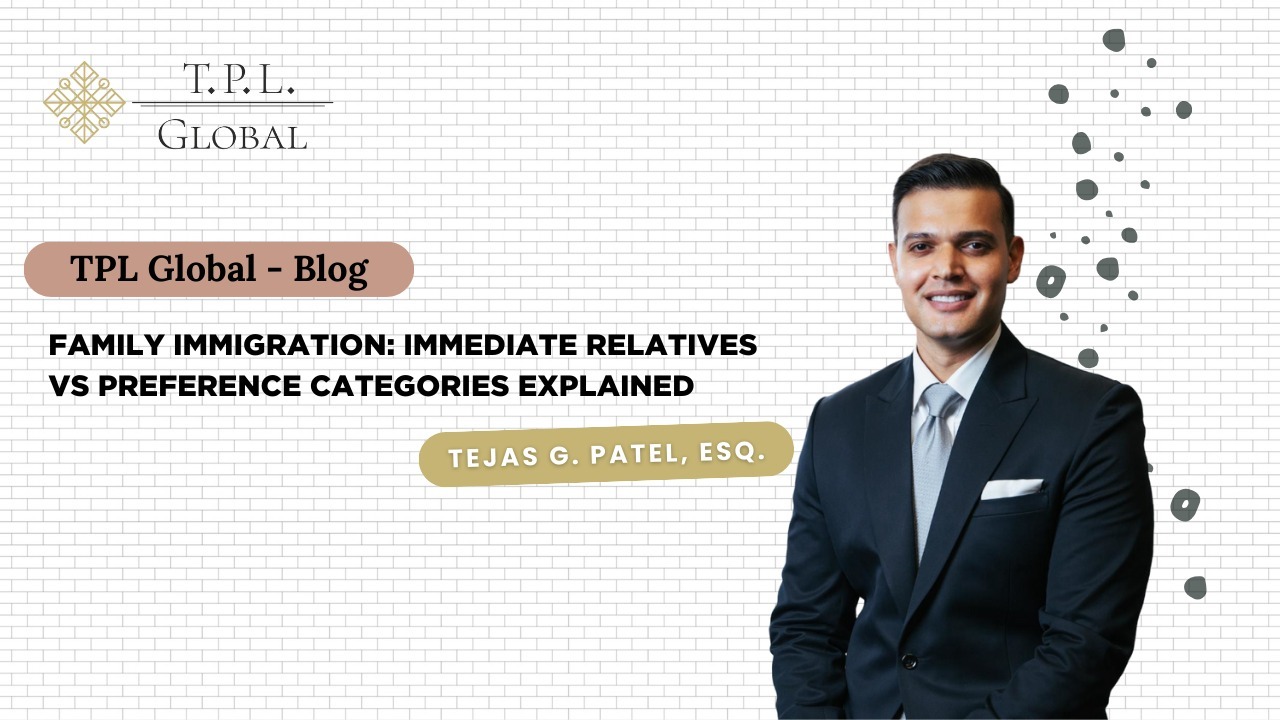 T.P.L.
GLOBAL
TPL Global - Blog
FAMILY IMMIGRATION: IMMEDIATE RELATIVES
VS PREFERENCE CATEGORIES EXPLAINED
TEJAS G. PATEL, ESQ.